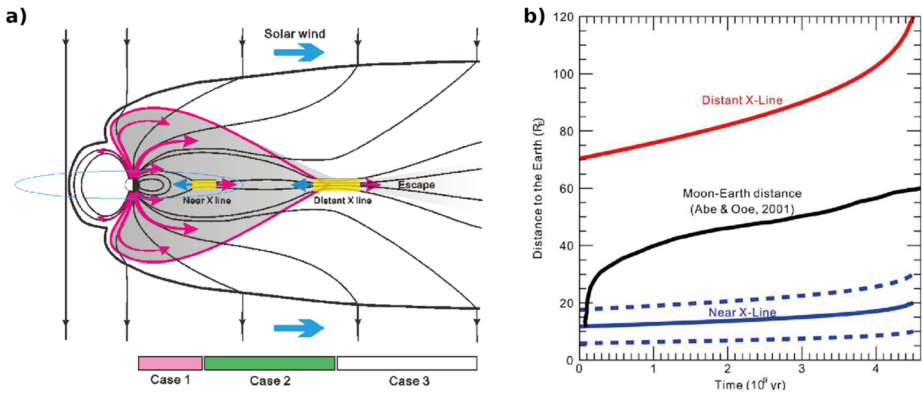 a)
Solar wind
Near X line
Distant X line
Escape
Case 1
Case 2
Case 3
b)
Distance to the Earth (RE)
120
100
80
60
40
20
0
Distant X-Line
Moon-Earth distance
(Abe & Ooe, 2001)
Near X-Line
0 1 2 3 4
Time (10⁹ yr)